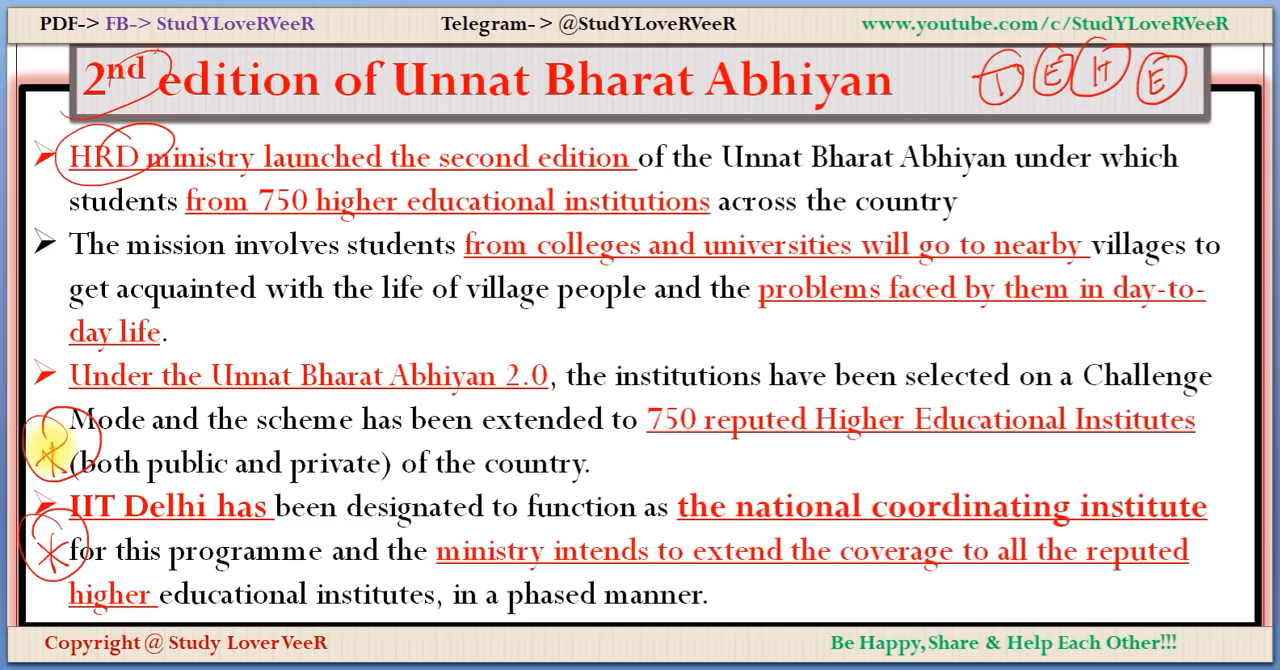 PDF-> FB-> StudYLoveRVeeR Telegram- > @StudYLoveRVeeR www.youtube.com/c/StudYLoveRVeeR
2nd edition of Unnat Bharat Abhiyan
HRD ministry launched the second edition of the Unnat Bharat Abhiyan under which
students from 750 higher educational institutions across the country
The mission involves students from colleges and universities will go to nearby villages to
get acquainted with the life of village people and the problems faced by them in day-to-
day life.
Under the Unnat Bharat Abhiyan 2.0, the institutions have been selected on a Challenge
Mode and the scheme has been extended to 750 reputed Higher Educational Institutes
(both public and private) of the country.
IIT Delhi has been designated to function as the national coordinating institute
for this programme and the ministry intends to extend the coverage to all the reputed
higher educational institutes, in a phased manner.
Copyright @ Study LoverVeeR Be Happy,Share & Help Each Other!!!